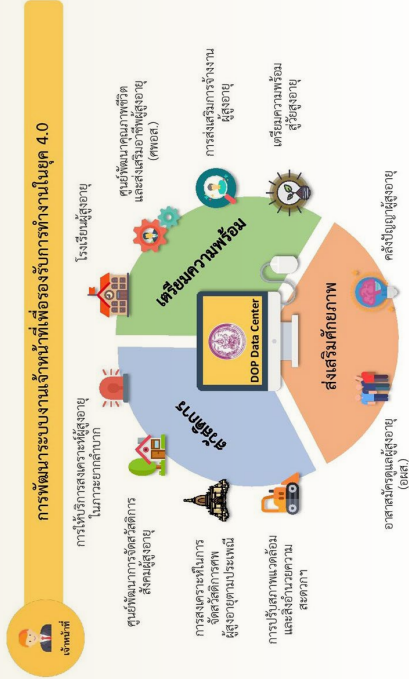 การพัฒนาระบบงานเจ้าหน้าที่เพื่อรองรับการทำงานในยุค 4.0
เจ้าหน้าที่
การให้บริการสงเคราะห์ผู้สูงอายุ
ในภาวะยากลำบาก
โรงเรียนผู้สูงอายุ
ศูนย์พัฒนาการจัดสวัสดิการ
สังคมผู้สูงอายุ
ศูนย์พัฒนาคุณภาพชีวิต
และส่งเสริมอาชีพผู้สูงอายุ
(ศพอส.)
สวัสดิการ
เตรียมความพร้อม
การสงเคราะห์ในการ
จัดสวัสดิการศพ
ผู้สูงอายุตามประเพณี
DOP Data Center
การส่งเสริมการจ้างงาน
ผู้สูงอายุ
การปรับสภาพแวดล้อม
และสิ่งอำนวยความ
สะดวกฯ
เตรียมความพร้อม
สู่วัยสูงอายุ
ส่งเสริมศักยภาพ
อาสาสมัครดูแลผู้สูงอายุ
(อผส.)
คลังปัญญาผู้สูงอายุ